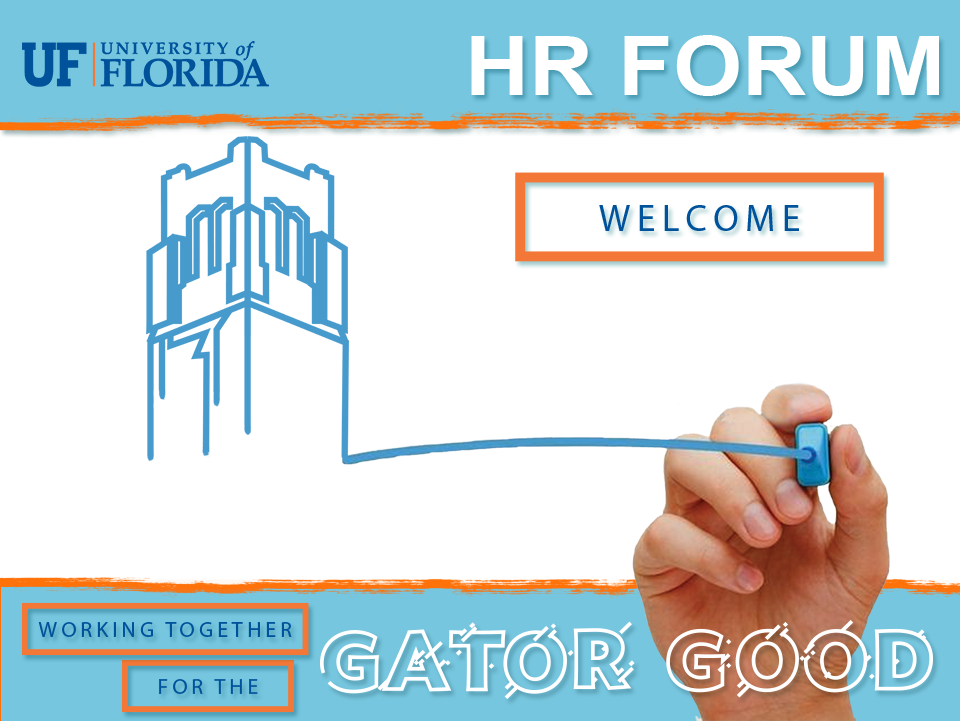 UF UNIVERSITY of
FLORIDA
HR FORUM
WELCOME
WORKING TOGETHER
FOR THE
GATOR GOOD